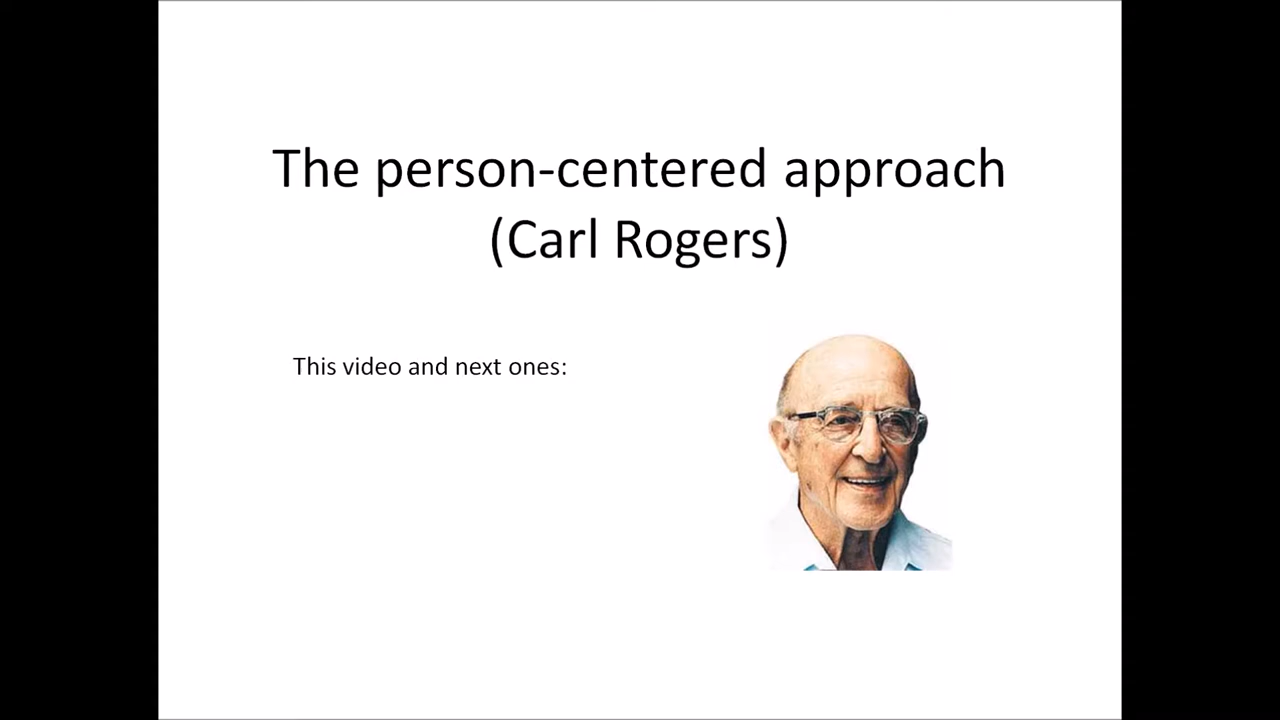 The person-centered approach
(Carl Rogers)
This video and next ones: